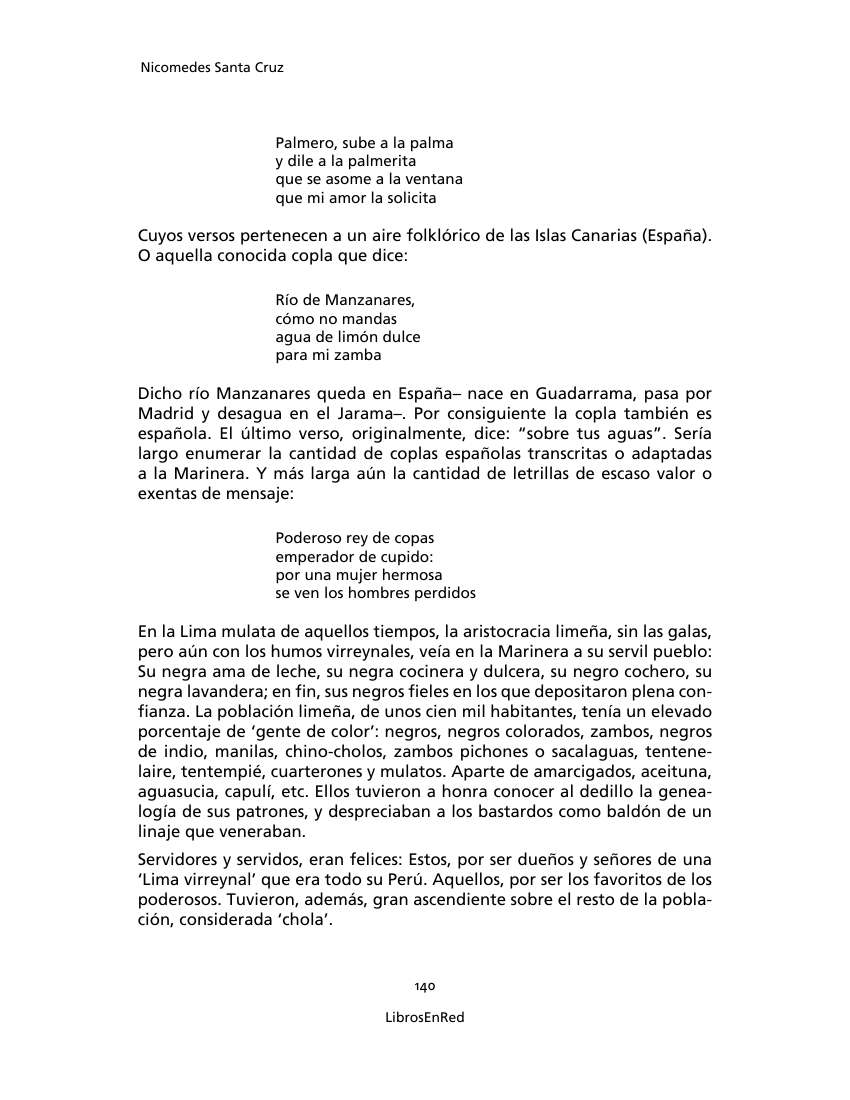 Nicomedes Santa Cruz
Palmero, sube a la palma
y dile a la palmerita
que se asome a la ventana
que mi amor la solicita
Cuyos versos pertenecen a un aire folklórico de las Islas Canarias (España).
O aquella conocida copla que dice:
Río de Manzanares,
cómo no mandas
agua de limón dulce
para mi zamba
Dicho río Manzanares queda en España– nace en Guadarrama, pasa por
Madrid y desagua en el Jarama–. Por consiguiente la copla también es
española. El último verso, originalmente, dice: “sobre tus aguas”. Sería
largo enumerar la cantidad de coplas españolas transcritas o adaptadas
a la Marinera. Y más larga aún la cantidad de letrillas de escaso valor o
exentas de mensaje:
Poderoso rey de copas
emperador de cupido:
por una mujer hermosa
se ven los hombres perdidos
En la Lima mulata de aquellos tiempos, la aristocracia limeña, sin las galas,
pero aún con los humos virreynales, veía en la Marinera a su servil pueblo:
Su negra ama de leche, su negra cocinera y dulcera, su negro cochero, su
negra lavandera; en fin, sus negros fieles en los que depositaron plena con-
fianza. La población limeña, de unos cien mil habitantes, tenía un elevado
porcentaje de ‘gente de color’: negros, negros colorados, zambos, negros
de indio, manilas, chino-cholos, zambos pichones o sacalaguas, tentene-
laire, tentempié, cuarterones y mulatos. Aparte de amarcigados, aceituna,
aguasucia, capulí, etc. Ellos tuvieron a honra conocer al dedillo la genea-
logía de sus patrones, y despreciaban a los bastardos como baldón de un
linaje que veneraban.
Servidores y servidos, eran felices: Estos, por ser dueños y señores de una
‘Lima virreynal’ que era todo su Perú. Aquellos, por ser los favoritos de los
poderosos. Tuvieron, además, gran ascendiente sobre el resto de la pobla-
ción, considerada ‘chola’.
140
LibrosEnRed